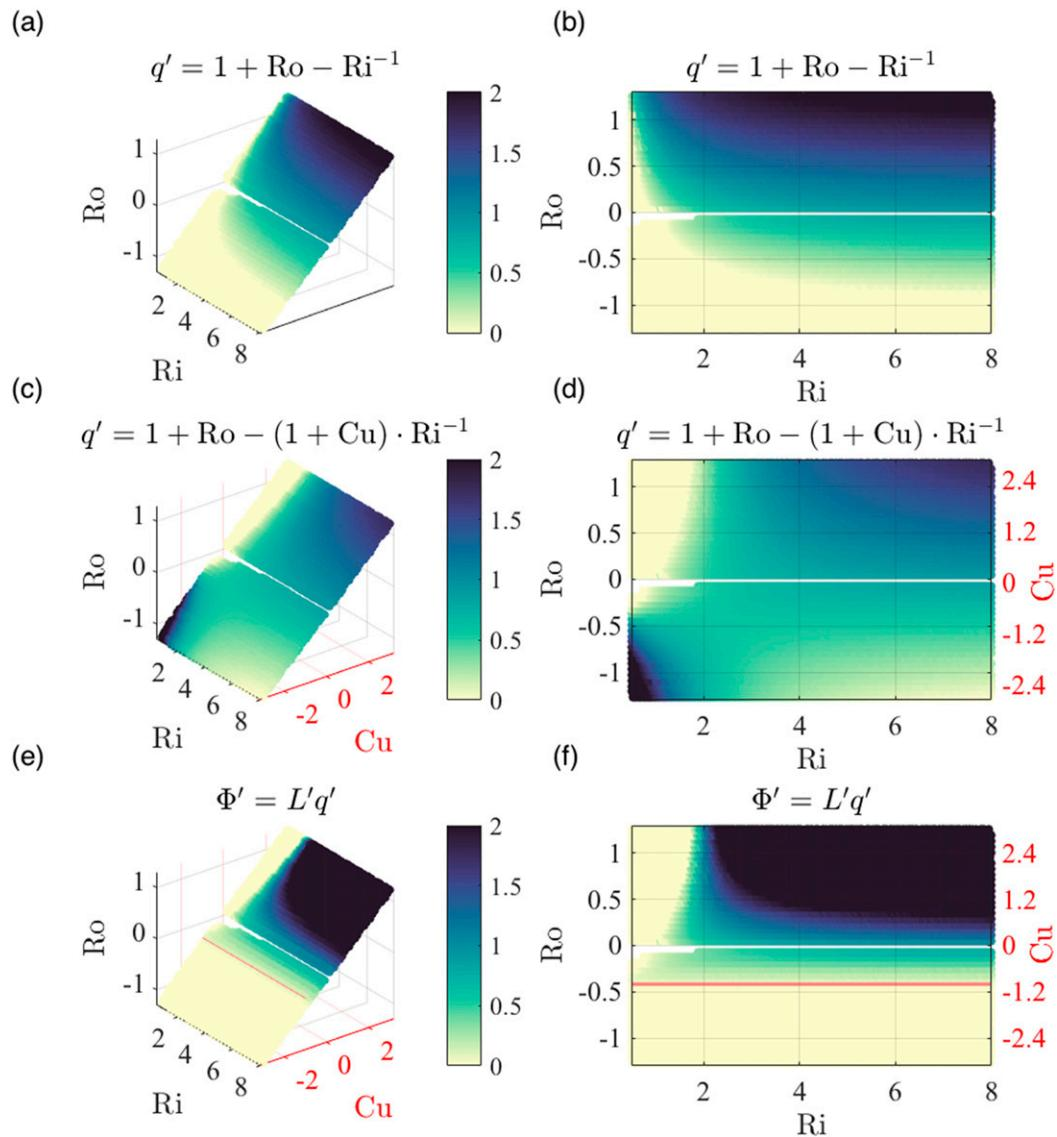 (a)
(b)
q′ = 1 + Ro − Ri⁻¹
q′ = 1 + Ro − Ri⁻¹
2
1.5
1
0.5
0
1
0
-1
Ro
2
4
6
8
Ri
1
0.5
0
-0.5
-1
Ro
2
4
6
8
Ri
(c)
(d)
q′ = 1 + Ro − (1 + Cu) · Ri⁻¹
q′ = 1 + Ro − (1 + Cu) · Ri⁻¹
2
1.5
1
0.5
0
1
0
-1
Ro
2
4
6
8
Ri
-2
0
2
Cu
1
0.5
0
-0.5
-1
Ro
2
4
6
8
Ri
2.4
1.2
0
-1.2
-2.4
Cu
(e)
(f)
Φ′ = L′q′
Φ′ = L′q′
2
1.5
1
0.5
0
1
0
-1
Ro
2
4
6
8
Ri
-2
0
2
Cu
1
0.5
0
-0.5
-1
Ro
2
4
6
8
Ri
2.4
1.2
0
-1.2
-2.4
Cu